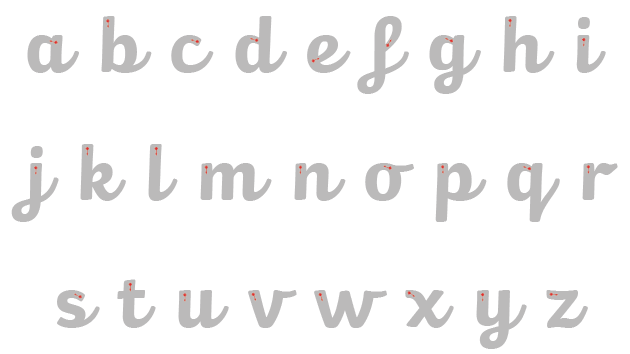 a b c d e f g h i
j k l m n o p q r
s t u v w x y z